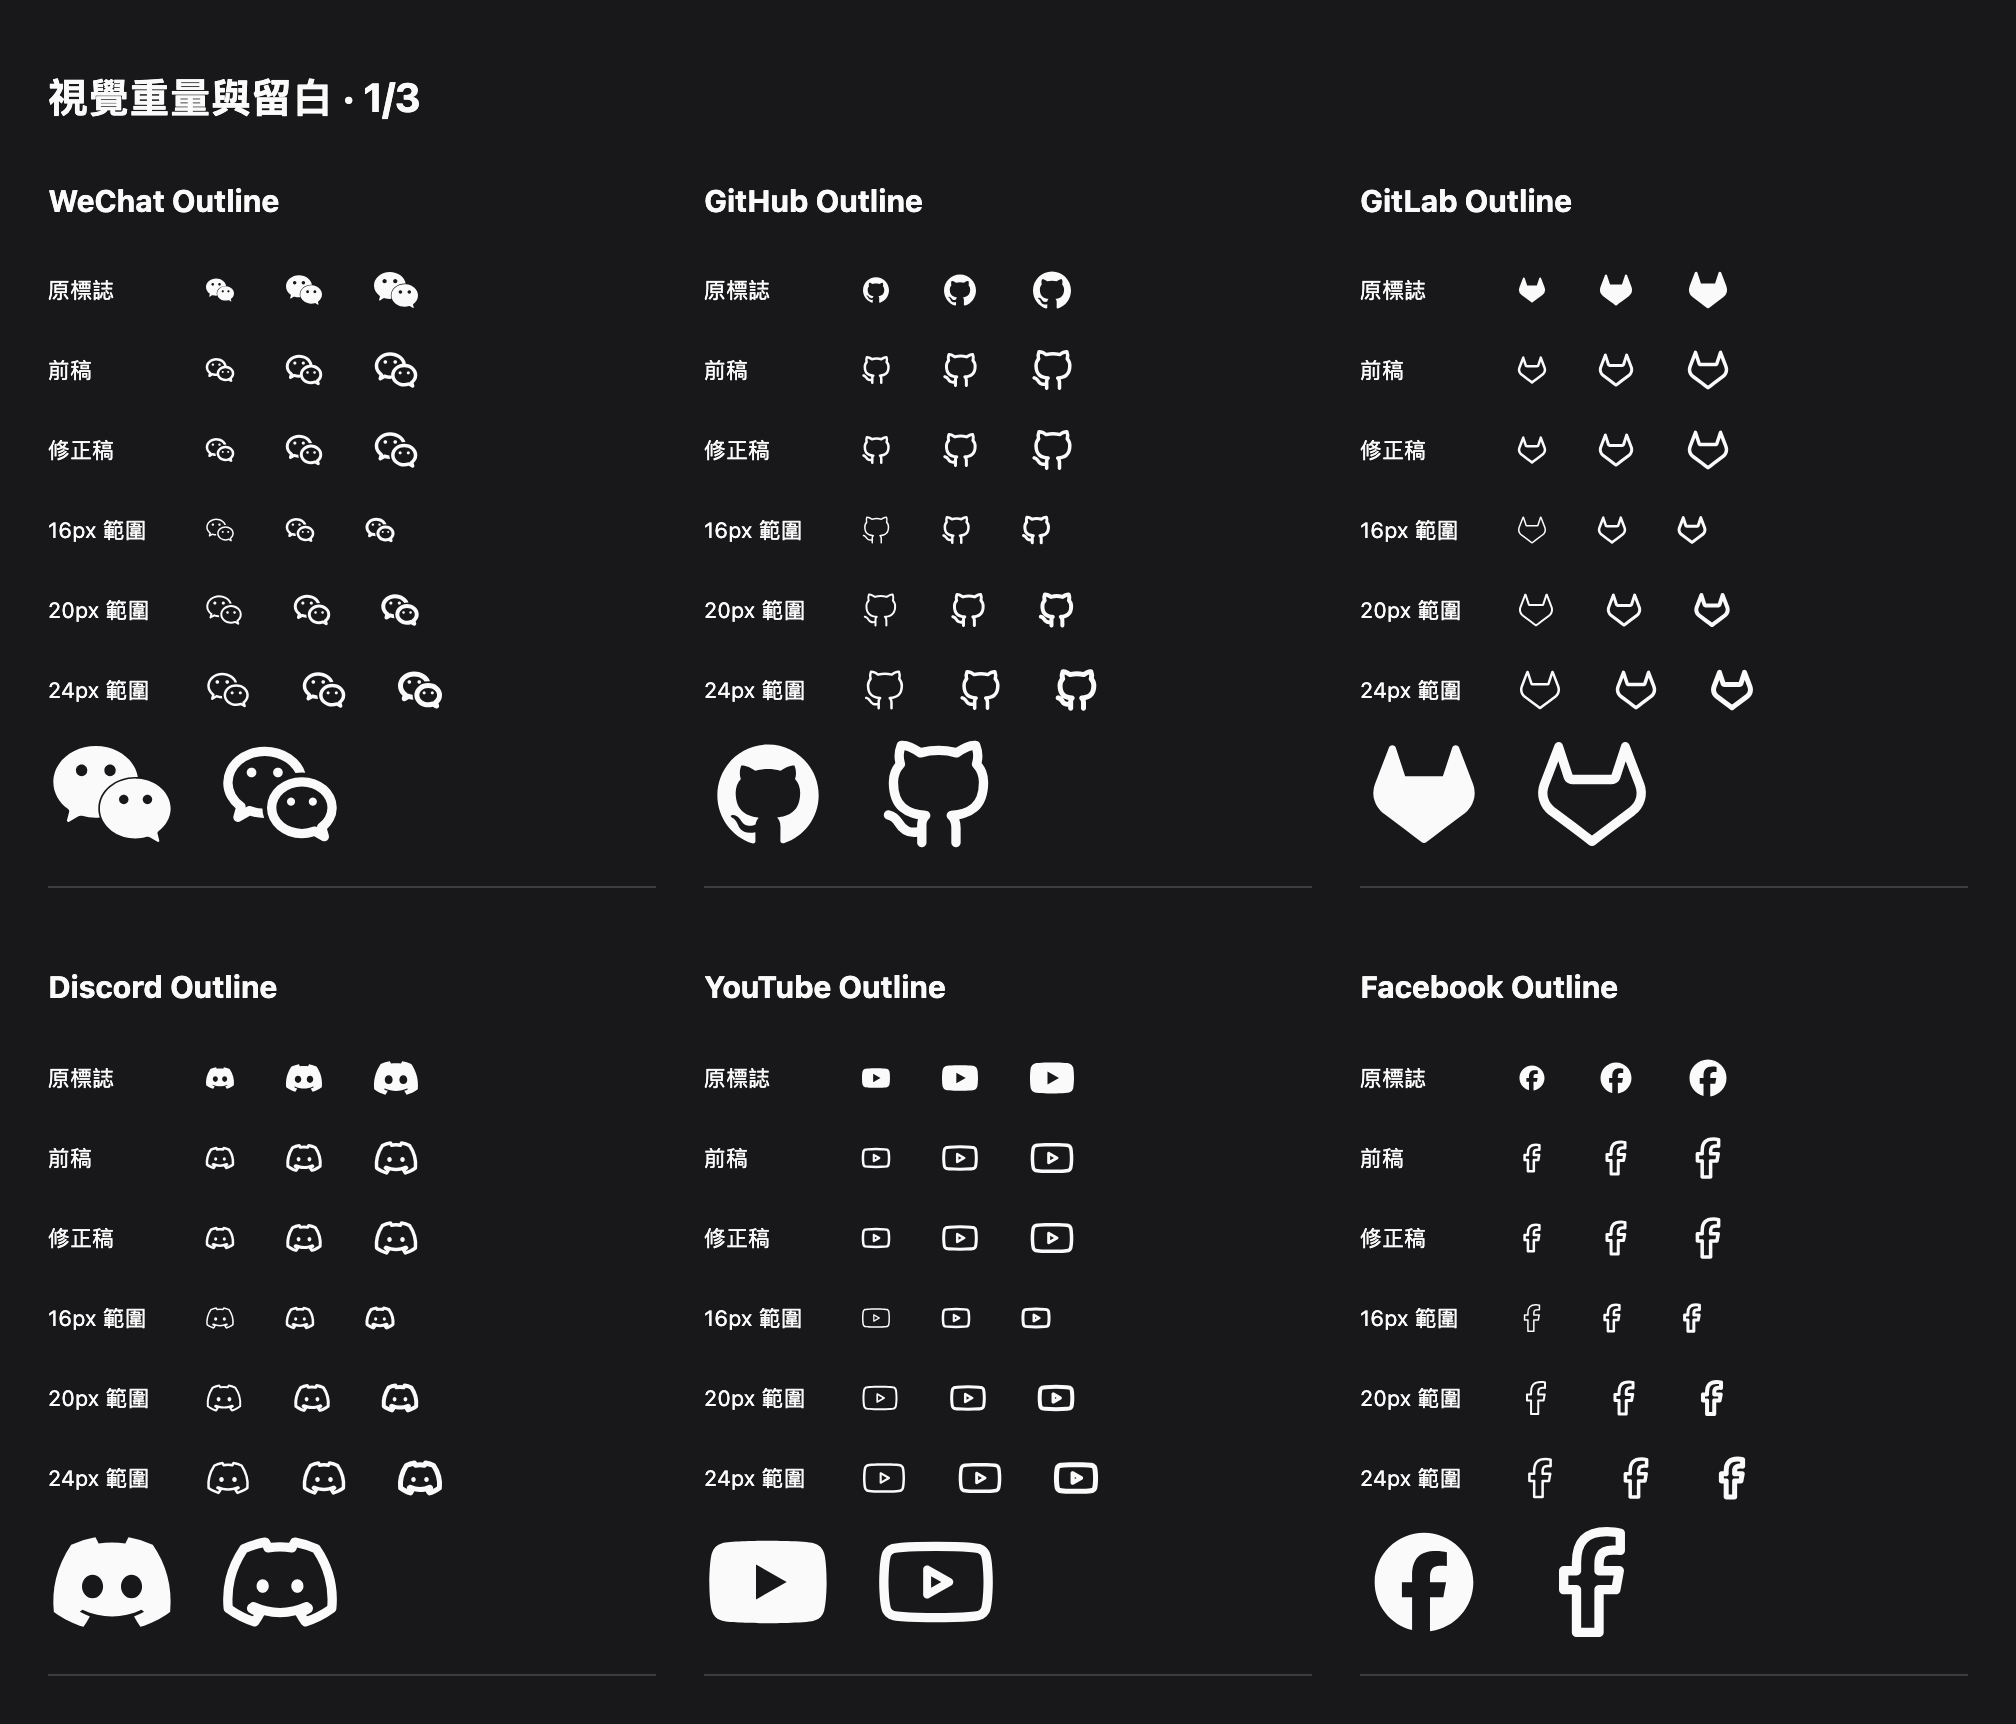 視覺重量與留白 · 1/3
WeChat Outline
原標誌
前稿
修正稿
16px 範圍
20px 範圍
24px 範圍
GitHub Outline
原標誌
前稿
修正稿
16px 範圍
20px 範圍
24px 範圍
GitLab Outline
原標誌
前稿
修正稿
16px 範圍
20px 範圍
24px 範圍
Discord Outline
原標誌
前稿
修正稿
16px 範圍
20px 範圍
24px 範圍
YouTube Outline
原標誌
前稿
修正稿
16px 範圍
20px 範圍
24px 範圍
Facebook Outline
原標誌
前稿
修正稿
16px 範圍
20px 範圍
24px 範圍